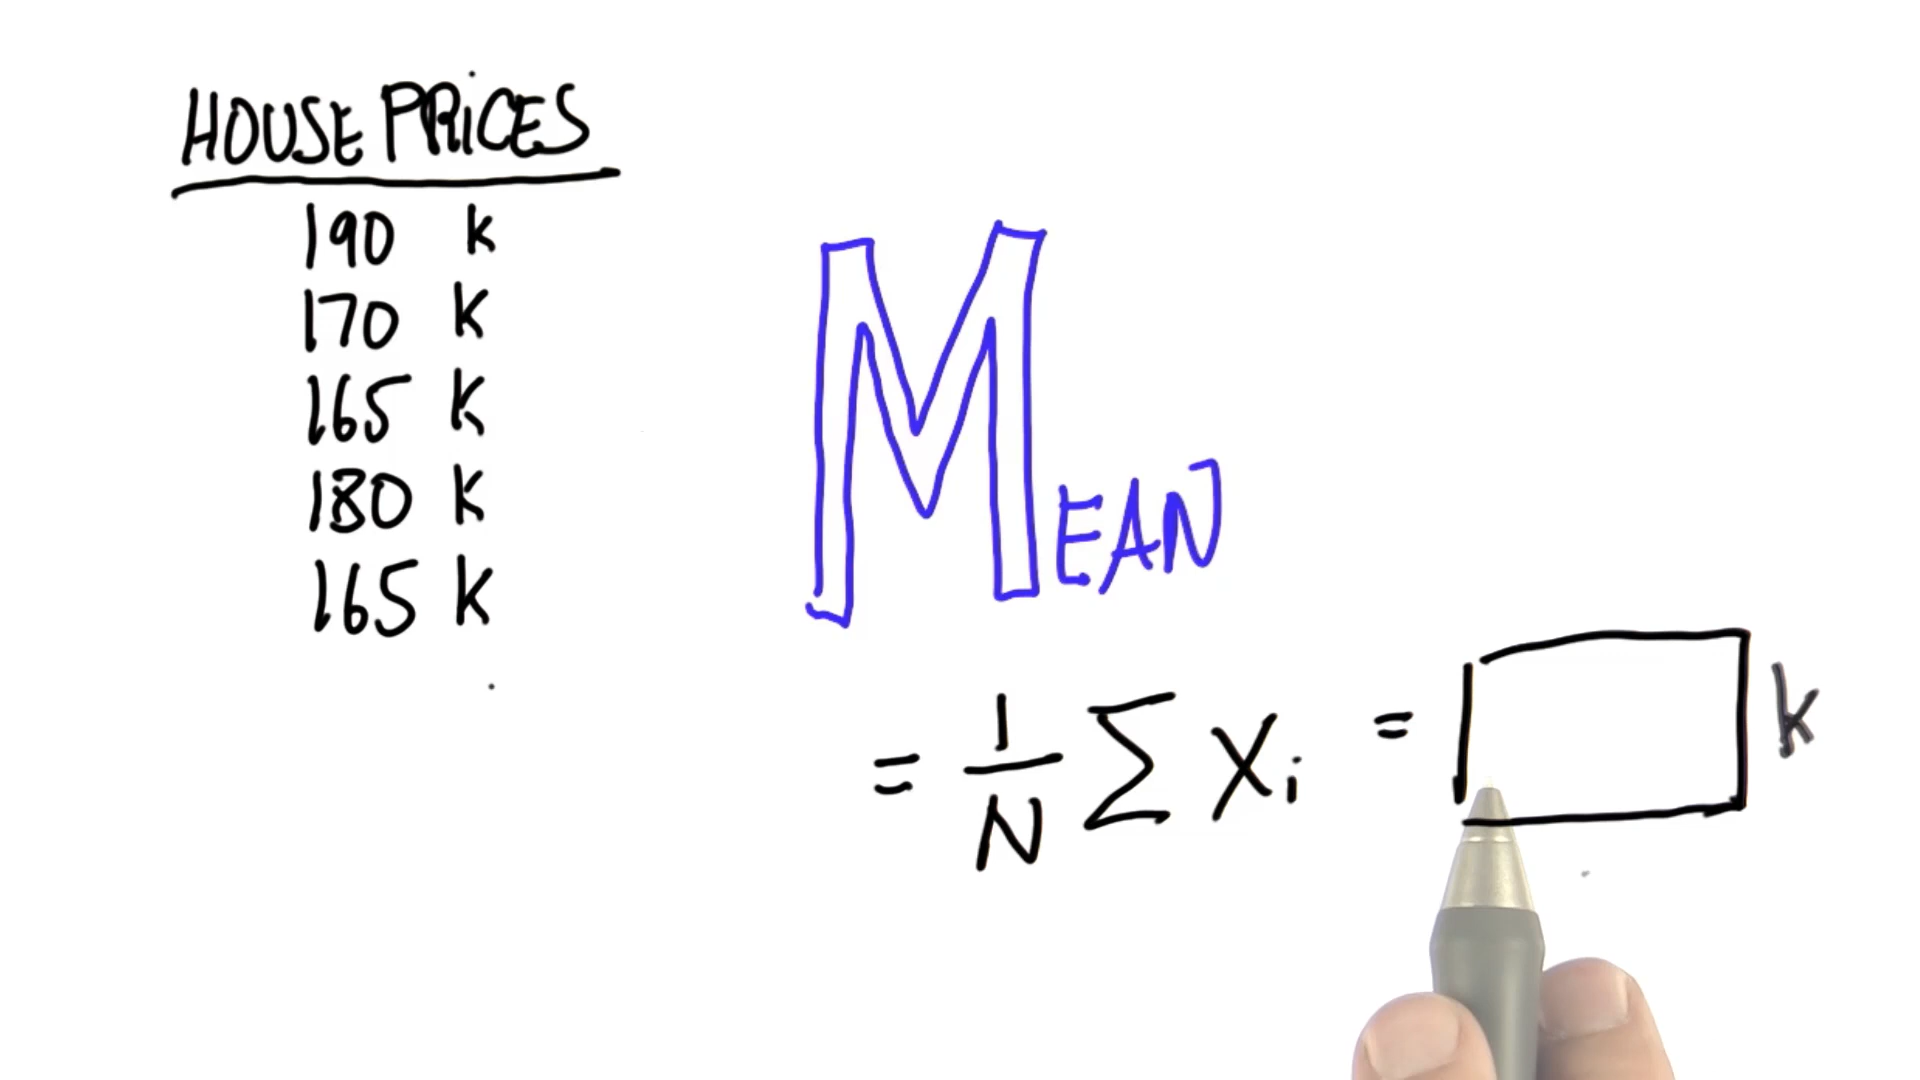 HOUSE PRiCES
190 K
170 K
165 K
180 K
165 K
MEAN
= 1/N Σ Xi = K